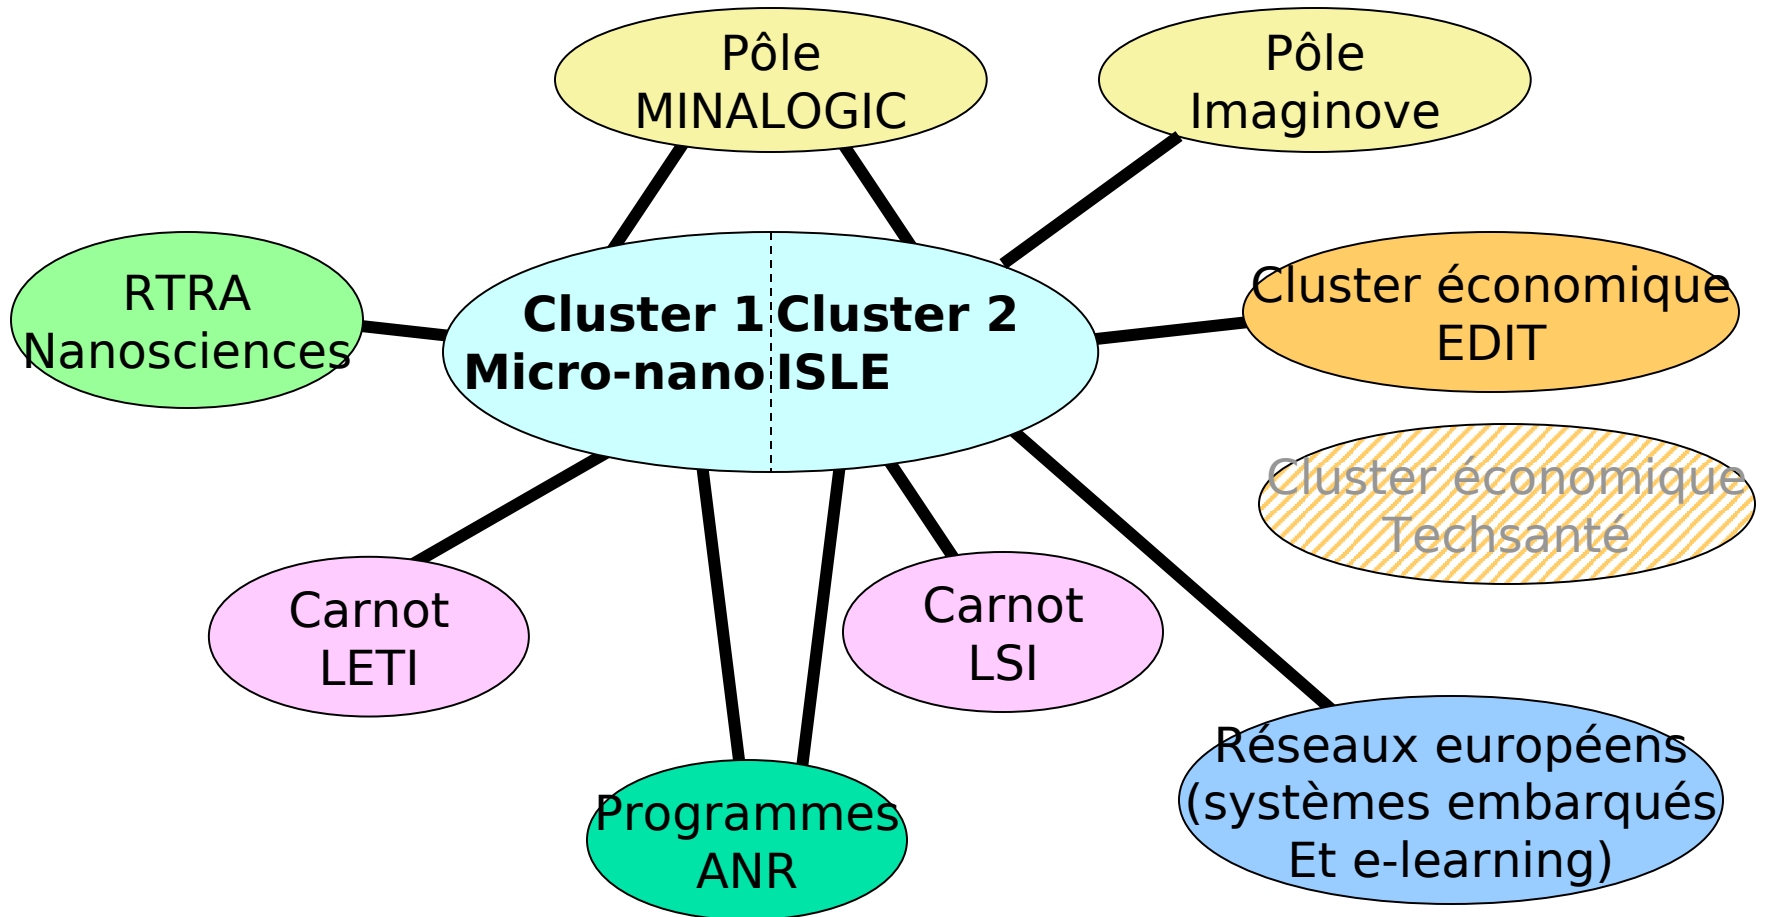 Pôle
MINALOGIC
Pôle
Imaginove
RTRA
Nanosciences
Cluster 1
Micro-nano
Cluster 2
ISLE
Cluster économique
EDIT
Cluster économique
Techsanté
Carnot
LETI
Carnot
LSI
Programmes
ANR
Réseaux européens
(systèmes embarqués
Et e-learning)